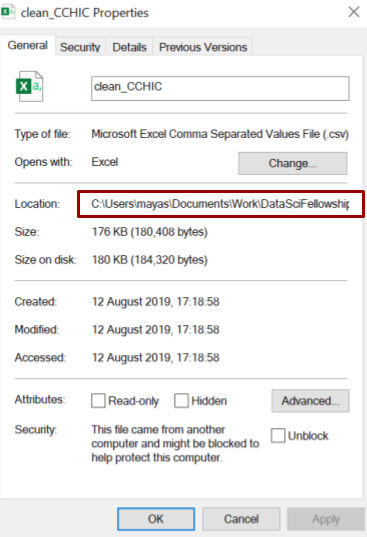 clean_CCHIC Properties
General Security Details Previous Versions
clean_CCHIC
Type of file: Microsoft Excel Comma Separated Values File (.csv)
Opens with: Excel Change...
Location: C:\Users\mayas\Documents\Work\DataSciFellowship
Size: 176 KB (180,408 bytes)
Size on disk: 180 KB (184,320 bytes)
Created: 12 August 2019, 17:18:58
Modified: 12 August 2019, 17:18:58
Accessed: 12 August 2019, 17:18:58
Attributes: Read-only Hidden Advanced...
Security: This file came from another
computer and might be blocked to
help protect this computer.
Unblock
OK Cancel Apply